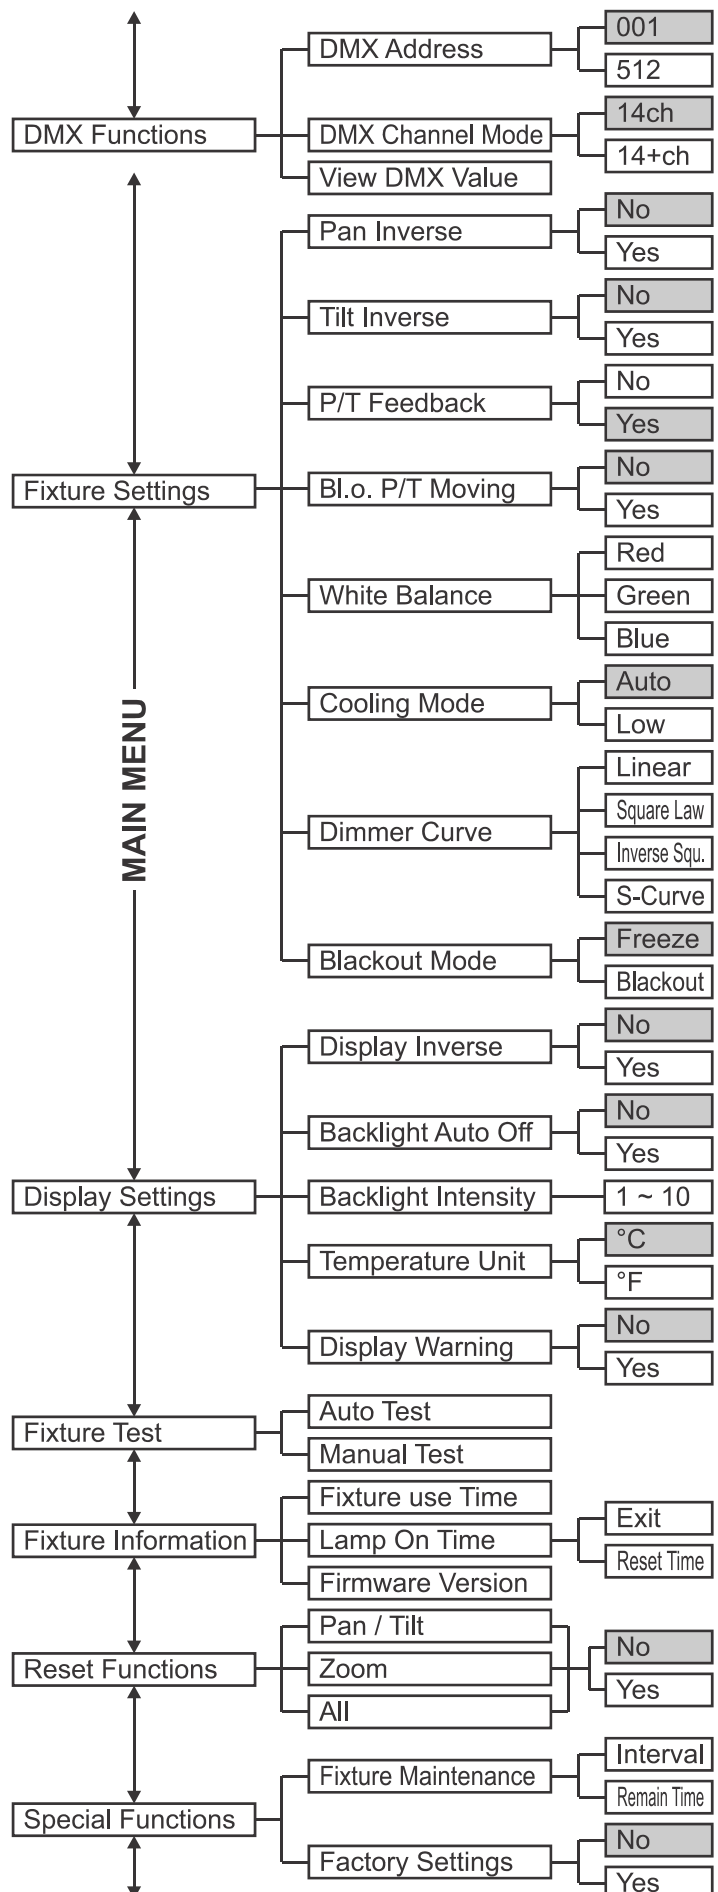 DMX Functions
DMX Address
001
512
DMX Channel Mode
14ch
14+ch
View DMX Value
MAIN MENU
Fixture Settings
Pan Inverse
No
Yes
Tilt Inverse
No
Yes
P/T Feedback
No
Yes
Bl.o. P/T Moving
No
Yes
White Balance
Red
Green
Blue
Cooling Mode
Auto
Low
Dimmer Curve
Linear
Square Law
Inverse Squ.
S-Curve
Blackout Mode
Freeze
Blackout
Display Settings
Display Inverse
No
Yes
Backlight Auto Off
No
Yes
Backlight Intensity
1 ~ 10
Temperature Unit
°C
°F
Display Warning
No
Yes
Fixture Test
Auto Test
Manual Test
Fixture Information
Fixture use Time
Lamp On Time
Exit
Reset Time
Firmware Version
Reset Functions
Pan / Tilt
Zoom
All
No
Yes
Special Functions
Fixture Maintenance
Interval
Remain Time
Factory Settings
No
Yes